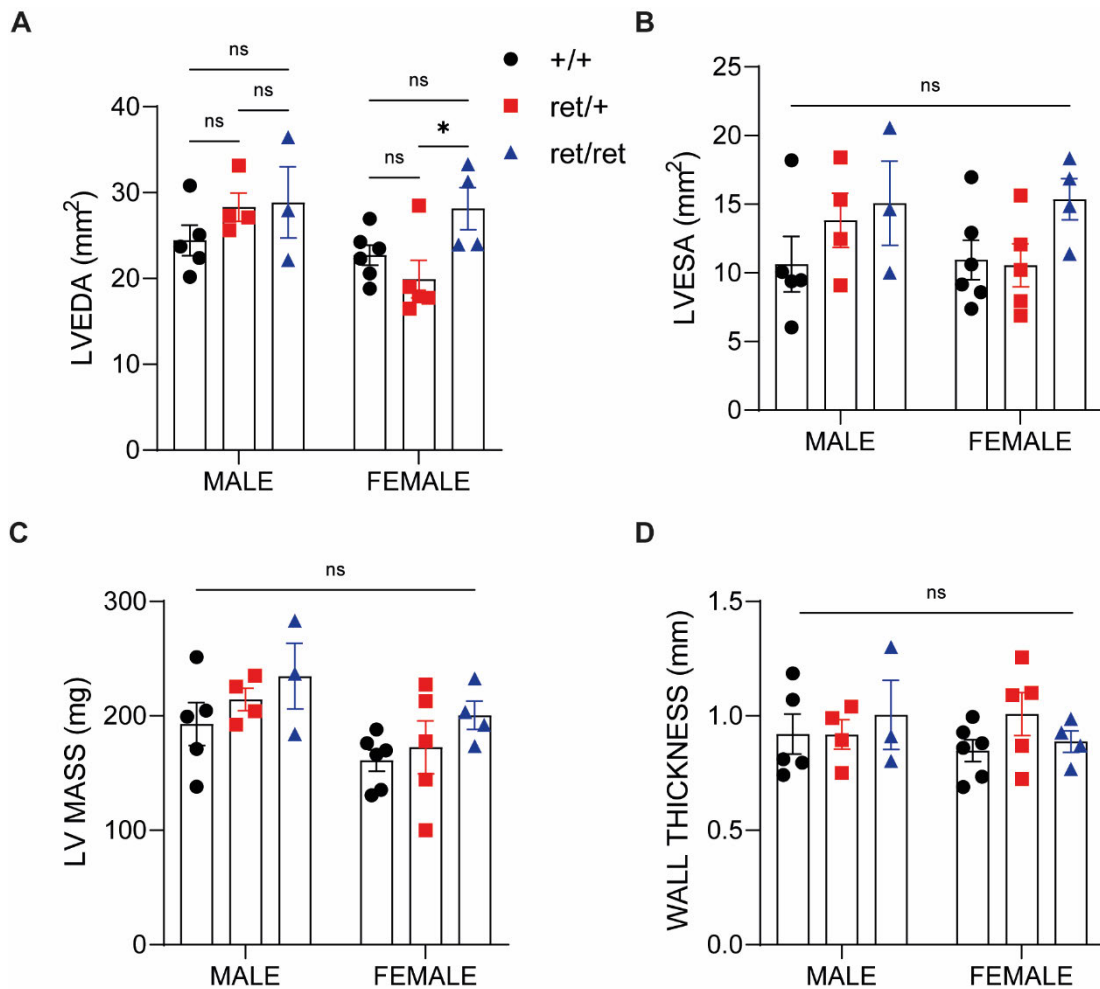 A
ns
ns
ns
ns
*
ns
+/+
ret/+
ret/ret
LVEDA (mm²)
40
30
20
10
0
MALE
FEMALE
B
ns
LVESA (mm²)
25
20
15
10
5
0
MALE
FEMALE
C
ns
LV MASS (mg)
300
200
100
0
MALE
FEMALE
D
ns
WALL THICKNESS (mm)
1.5
1.0
0.5
0.0
MALE
FEMALE